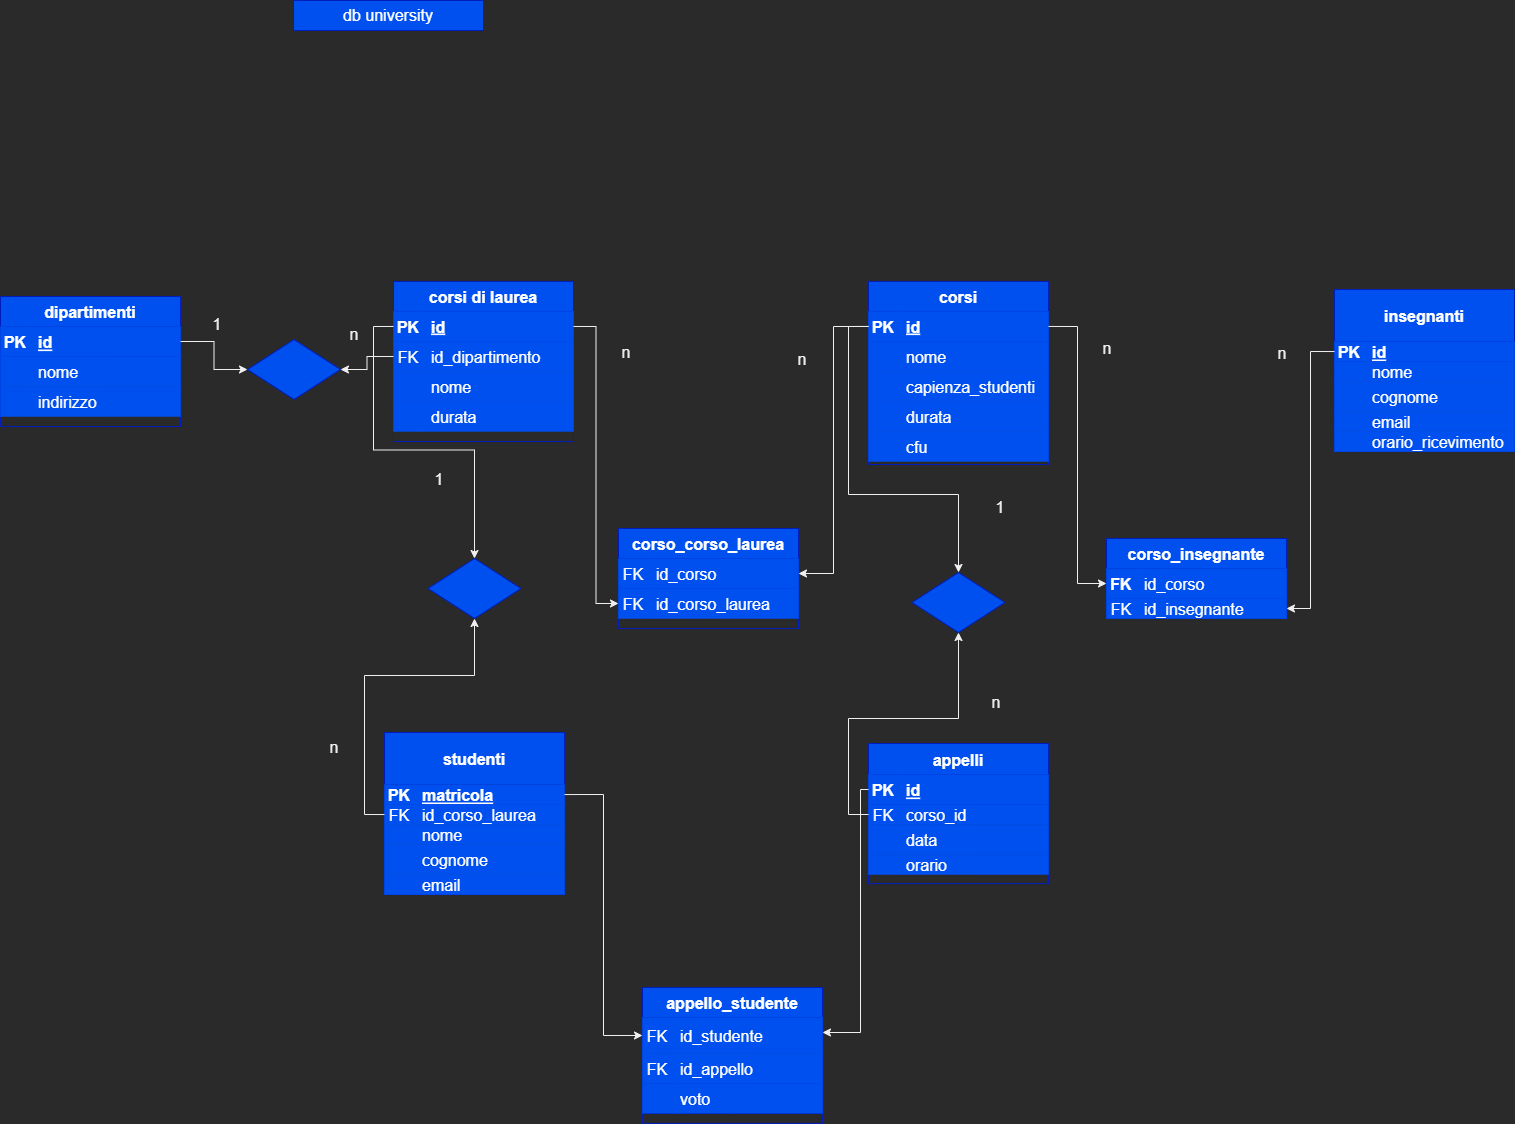 db university
dipartimenti
PK id
nome
indirizzo
1
n
corsi di laurea
PK id
FK id_dipartimento
nome
durata
n
1
n
corsi
PK id
nome
capienza_studenti
durata
cfu
n
1
n
insegnanti
PK id
nome
cognome
email
orario_ricevimento
corso_corso_laurea
FK id_corso
FK id_corso_laurea
corso_insegnante
FK id_corso
FK id_insegnante
n
n
studenti
PK matricola
FK id_corso_laurea
nome
cognome
email
appelli
PK id
FK corso_id
data
orario
appello_studente
FK id_studente
FK id_appello
voto